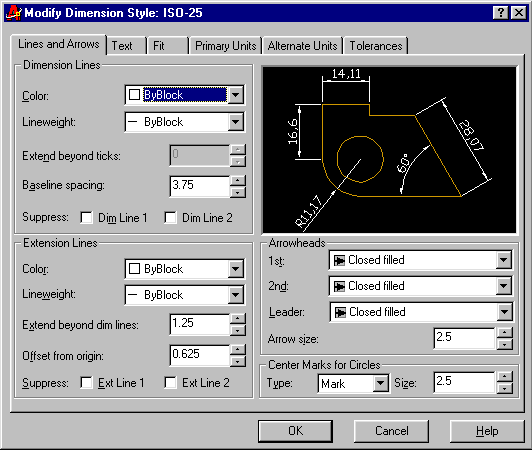 Modify Dimension Style: ISO-25
Lines and Arrows Text Fit Primary Units Alternate Units Tolerances
Dimension Lines
Color: ByBlock
Lineweight: ByBlock
Extend beyond ticks: 0
Baseline spacing: 3.75
Suppress: Dim Line 1 Dim Line 2
14,11
16,6
28,07
60°
R11,17
Extension Lines
Color: ByBlock
Lineweight: ByBlock
Extend beyond dim lines: 1.25
Offset from origin: 0.625
Suppress: Ext Line 1 Ext Line 2
Arrowheads
1st: Closed filled
2nd: Closed filled
Leader: Closed filled
Arrow size: 2.5
Center Marks for Circles
Type: Mark Size: 2.5
OK Cancel Help